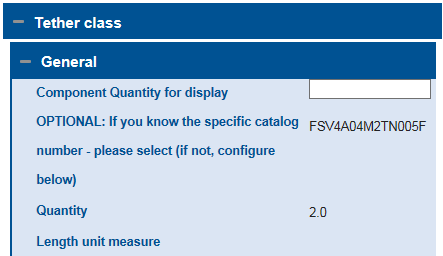 Tether class
General
Component Quantity for display
OPTIONAL: If you know the specific catalog
number - please select (if not, configure
below)
FSV4A04M2TN005F
Quantity
2.0
Length unit measure